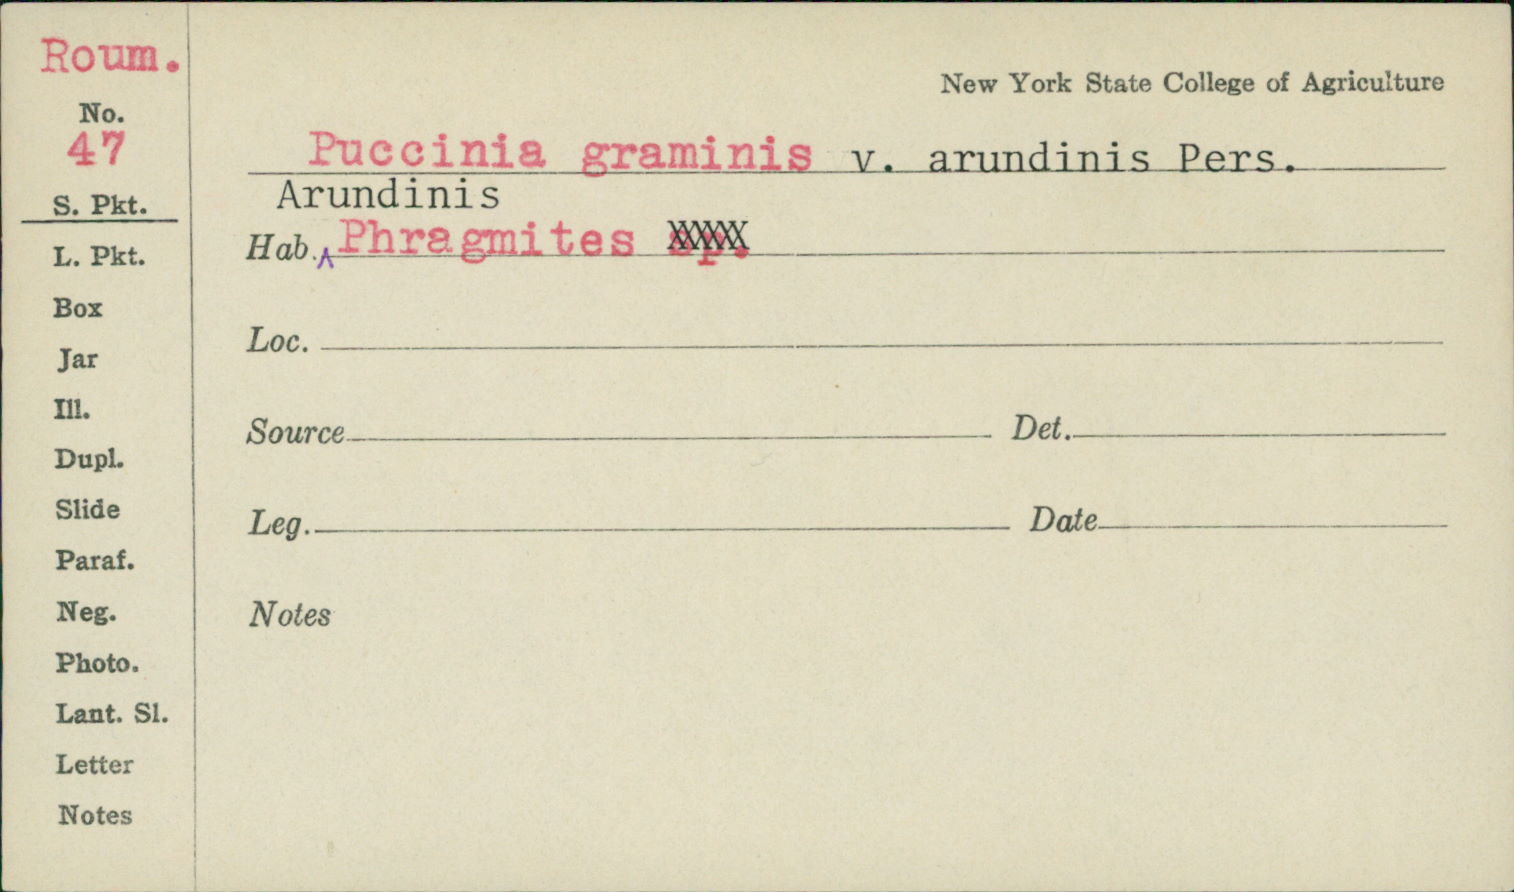 Roum.
No.
47
S. Pkt.
L. Pkt.
Box
Jar
Ill.
Dupl.
Slide
Paraf.
Neg.
Photo.
Lant. Sl.
Letter
Notes
New York State College of Agriculture
Puccinia graminis v. arundinis Pers.
Arundinis
Hab. ^ Phragmites sp.
Loc.
Source Det.
Leg. Date
Notes